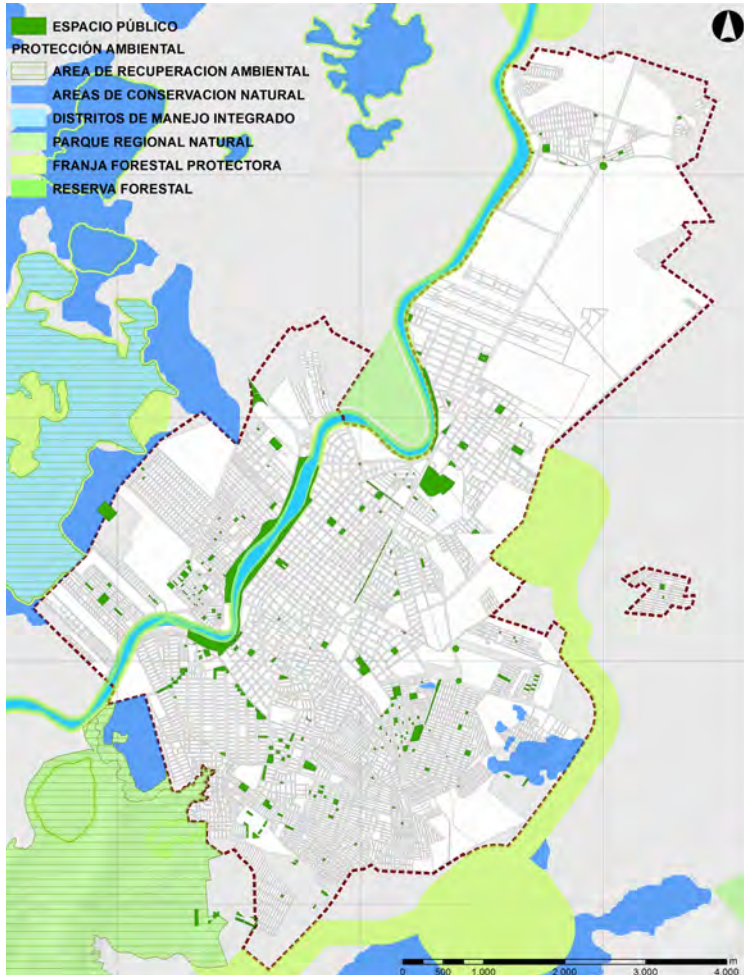 ESPACIO PÚBLICO
PROTECCIÓN AMBIENTAL
AREA DE RECUPERACION AMBIENTAL
AREAS DE CONSERVACION NATURAL
DISTRITOS DE MANEJO INTEGRADO
PARQUE REGIONAL NATURAL
FRANJA FORESTAL PROTECTORA
RESERVA FORESTAL
m
0 500 1.000 2.000 3.000 4.000